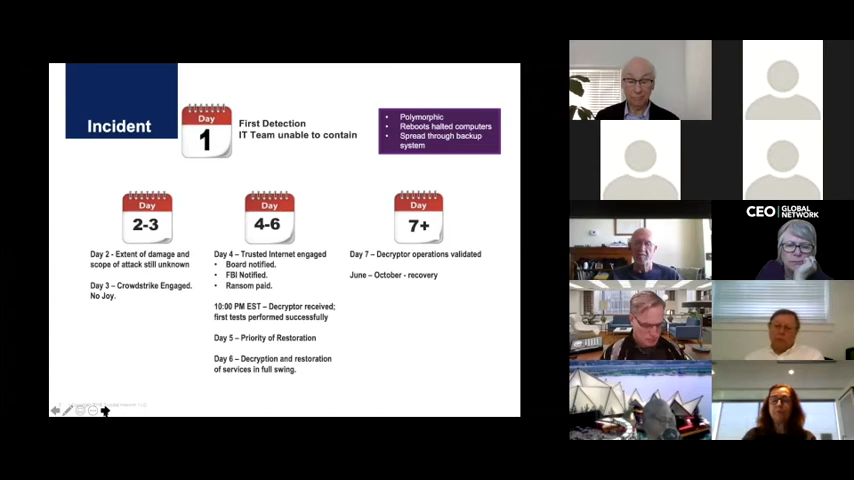 Incident
Day
1
First Detection
IT Team unable to contain
• Polymorphic
• Reboots halted computers
• Spread through backup
system
Day
2-3
Day
4-6
Day
7+
Day 2 - Extent of damage and
scope of attack still unknown
Day 3 – Crowdstrike Engaged.
No Joy.
Day 4 – Trusted Internet engaged
• Board notified.
• FBI Notified.
• Ransom paid.
10:00 PM EST – Decryptor received;
first tests performed successfully
Day 5 – Priority of Restoration
Day 6 – Decryption and restoration
of services in full swing.
Day 7 – Decryptor operations validated
June – October - recovery
CEO GLOBAL
NETWORK